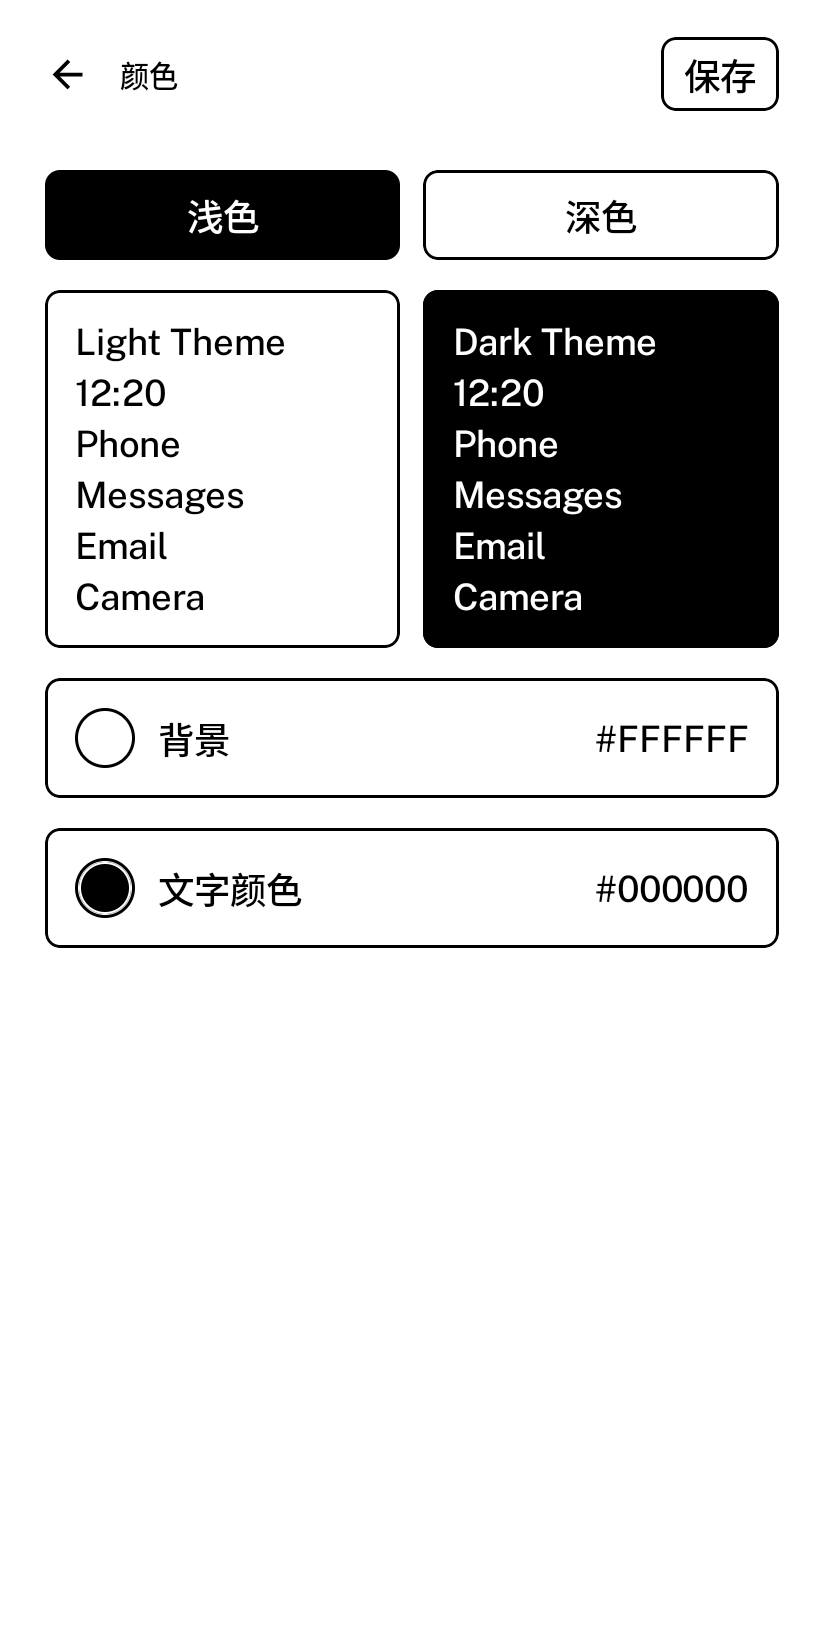 颜色
保存
浅色
深色
Light Theme
12:20
Phone
Messages
Email
Camera
Dark Theme
12:20
Phone
Messages
Email
Camera
背景
#FFFFFF
文字颜色
#000000